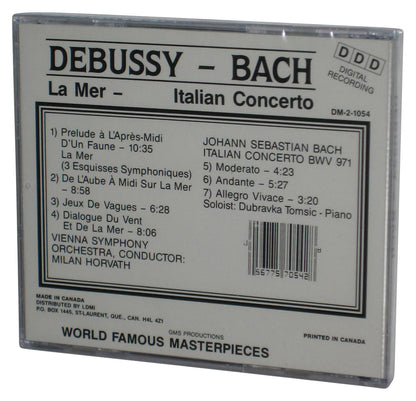 DEBUSSY – BACH
La Mer – Italian Concerto
DDD
DIGITAL
RECORDING
DM-2-1054
1) Prelude à L'Après-Midi
D'Un Faune – 10:35
La Mer
(3 Esquisses Symphoniques)
2) De L'Aube À Midi Sur La Mer
– 8:58
3) Jeux De Vagues – 6:28
4) Dialogue Du Vent
Et De La Mer – 8:06
VIENNA SYMPHONY
ORCHESTRA, CONDUCTOR:
MILAN HORVATH
JOHANN SEBASTIAN BACH
ITALIAN CONCERTO BWV 971
5) Moderato – 4:23
6) Andante – 5:27
7) Allegro Vivace – 3:20
Soloist: Dubravka Tomsic - Piano
56775 70542
MADE IN CANADA
DISTRIBUTED BY LDMI
P.O. BOX 1445, ST-LAURENT, QUE., CAN. H4L 4Z1
GMS PRODUCTIONS
PRINTED IN CANADA
WORLD FAMOUS MASTERPIECES